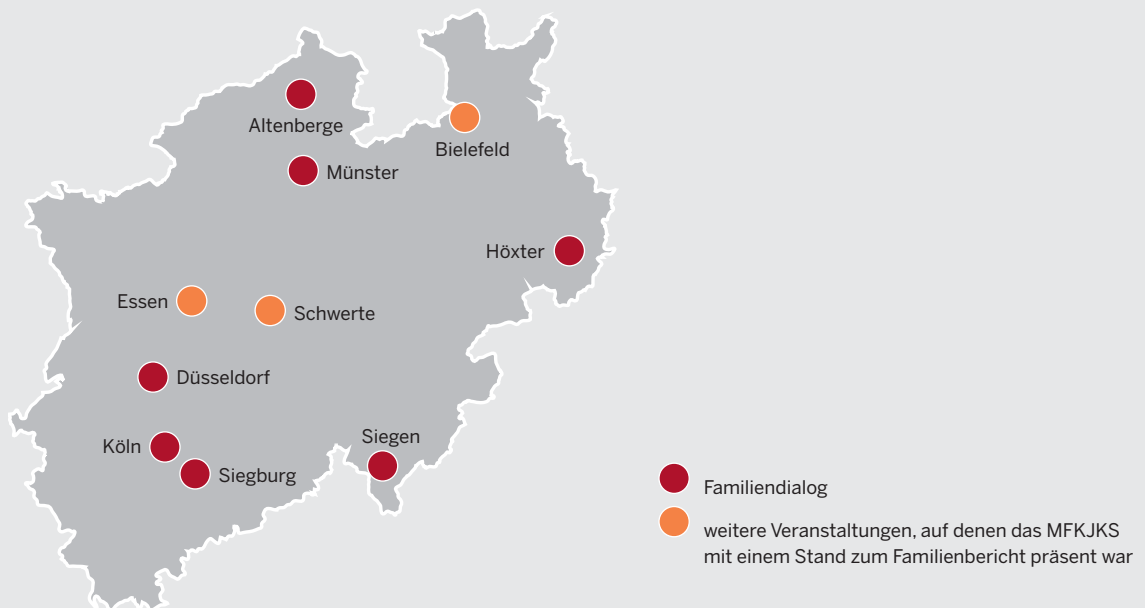 Altenberge
Bielefeld
Münster
Höxter
Essen
Schwerte
Düsseldorf
Siegen
Köln
Siegburg
Familiendialog
weitere Veranstaltungen, auf denen das MFKJKS
mit einem Stand zum Familienbericht präsent war